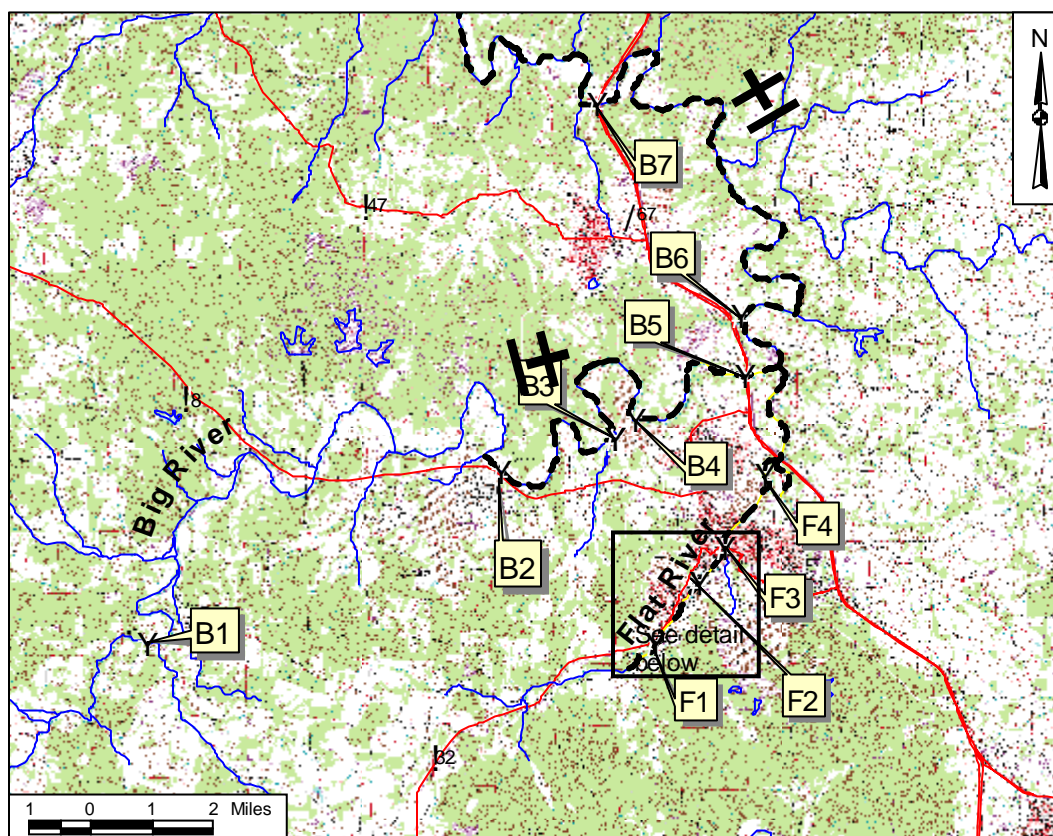 N
B7
47
67
B6
B5
B3
8
Big River
B4
F4
B2
Flat River
F3
See detail
below
B1
F1
F2
32
1 0 1 2 Miles